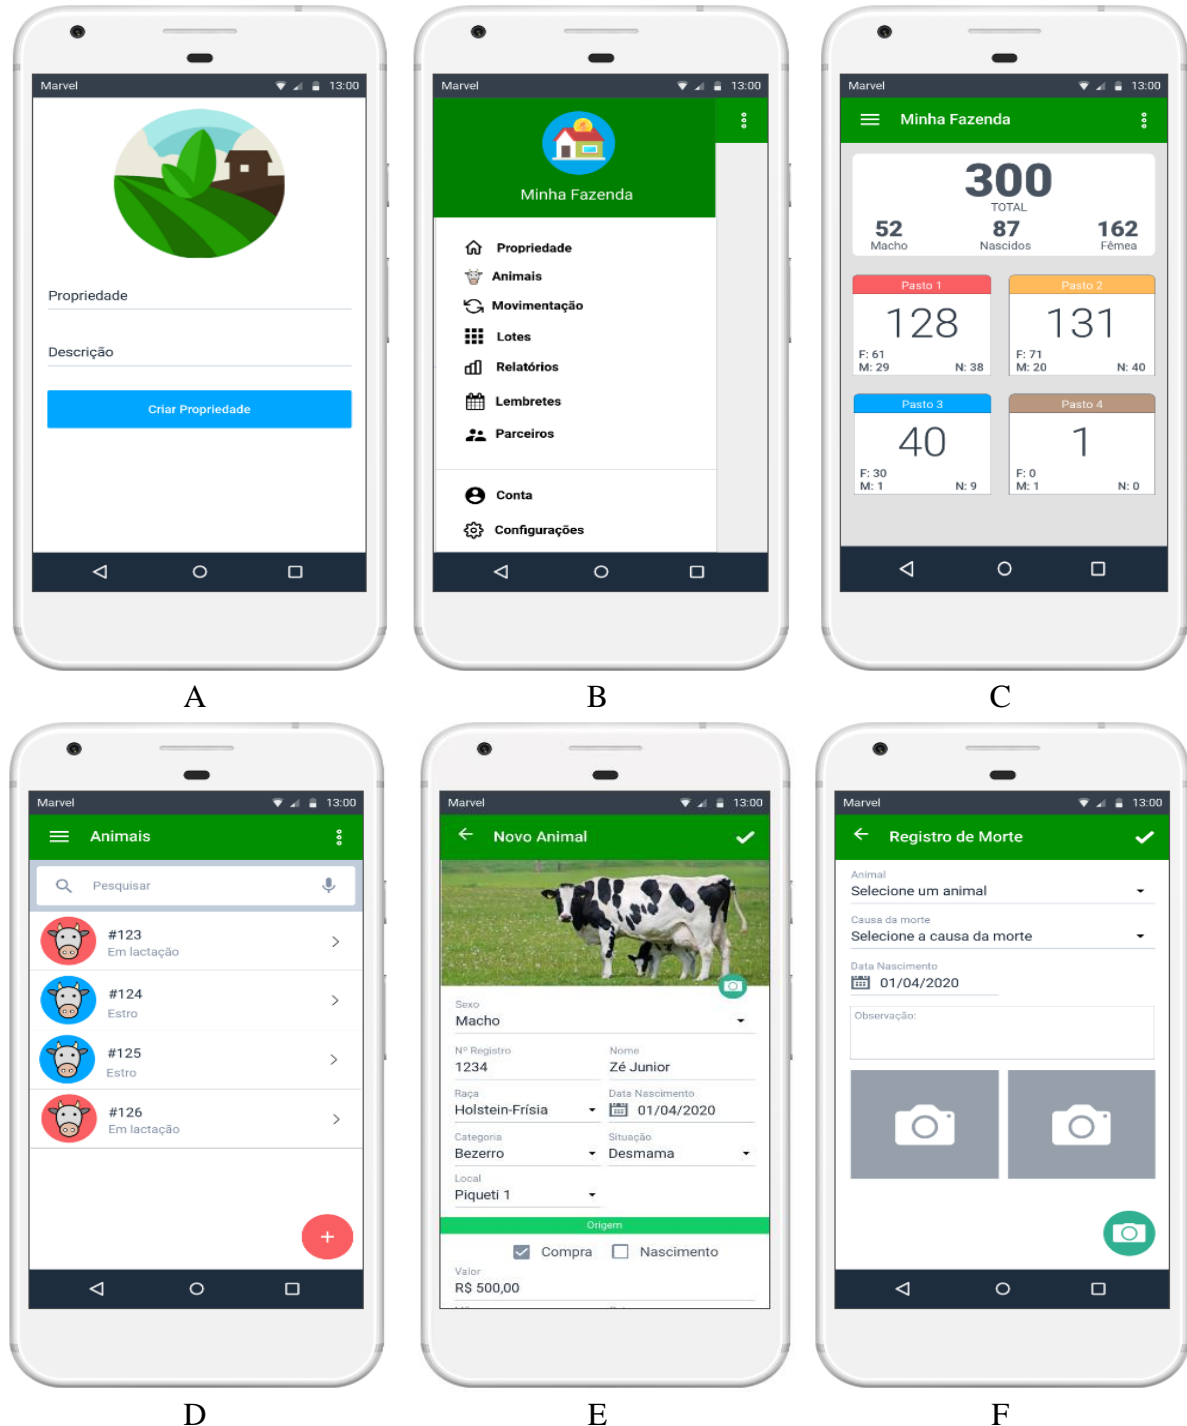 Marvel 13:00
Propriedade
Descrição
Criar Propriedade
A
Marvel 13:00
Minha Fazenda
Propriedade
Animais
Movimentação
Lotes
Relatórios
Lembretes
Parceiros
Conta
Configurações
B
Marvel 13:00
Minha Fazenda
300
TOTAL
52 87 162
Macho Nascidos Fêmea
Pasto 1 Pasto 2
128 131
F: 61 F: 71
M: 29 N: 38 M: 20 N: 40
Pasto 3 Pasto 4
40 1
F: 30 F: 0
M: 1 N: 9 M: 1 N: 0
C
Marvel 13:00
Animais
Pesquisar
#123
Em lactação
#124
Estro
#125
Estro
#126
Em lactação
+
D
Marvel 13:00
Novo Animal
Sexo
Macho
Nº Registro Nome
1234 Zé Junior
Raça Data Nascimento
Holstein-Frísia 01/04/2020
Categoria Situação
Bezerro Desmama
Local
Piqueti 1
Origem
Compra Nascimento
Valor
R$ 500,00
E
Marvel 13:00
Registro de Morte
Animal
Selecione um animal
Causa da morte
Selecione a causa da morte
Data Nascimento
01/04/2020
Observação:
F